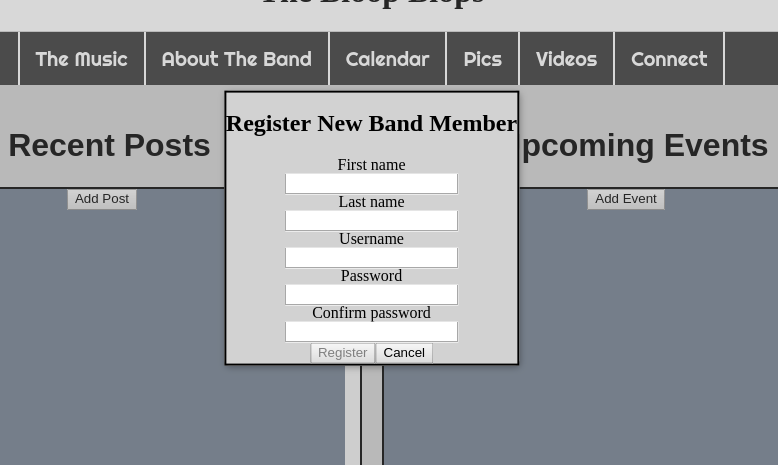 The Bloop Blops
The Music About The Band Calendar Pics Videos Connect
Register New Band Member
Recent Posts
pcoming Events
First name
Add Post
Add Event
Last name
Username
Password
Confirm password
Register Cancel